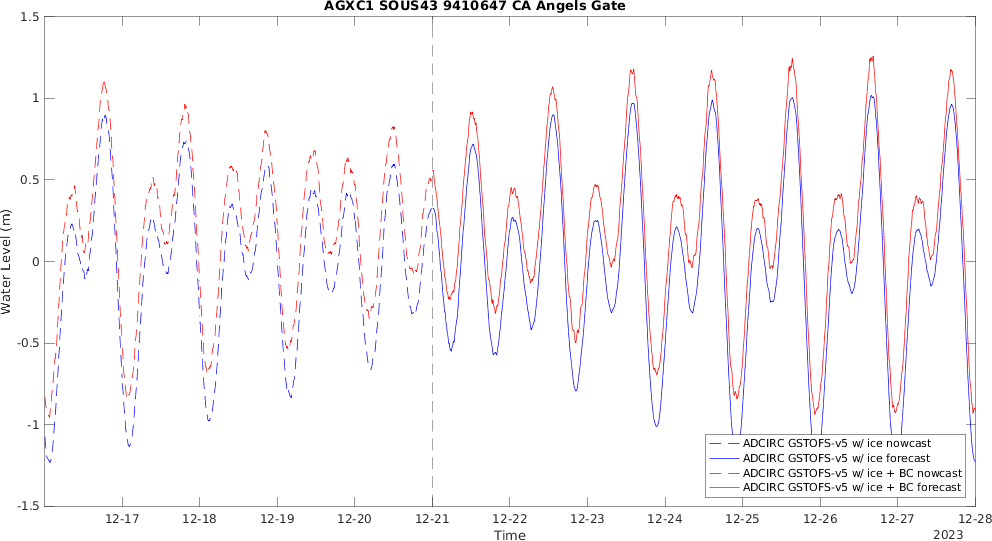 AGXC1 SOUS43 9410647 CA Angels Gate
1.5
1
0.5
0
-0.5
-1
-1.5
Water Level (m)
ADCIRC GSTOFS-v5 w/ ice nowcast
ADCIRC GSTOFS-v5 w/ ice forecast
ADCIRC GSTOFS-v5 w/ ice + BC nowcast
ADCIRC GSTOFS-v5 w/ ice + BC forecast
12-17 12-18 12-19 12-20 12-21 12-22 12-23 12-24 12-25 12-26 12-27 12-28
Time
2023